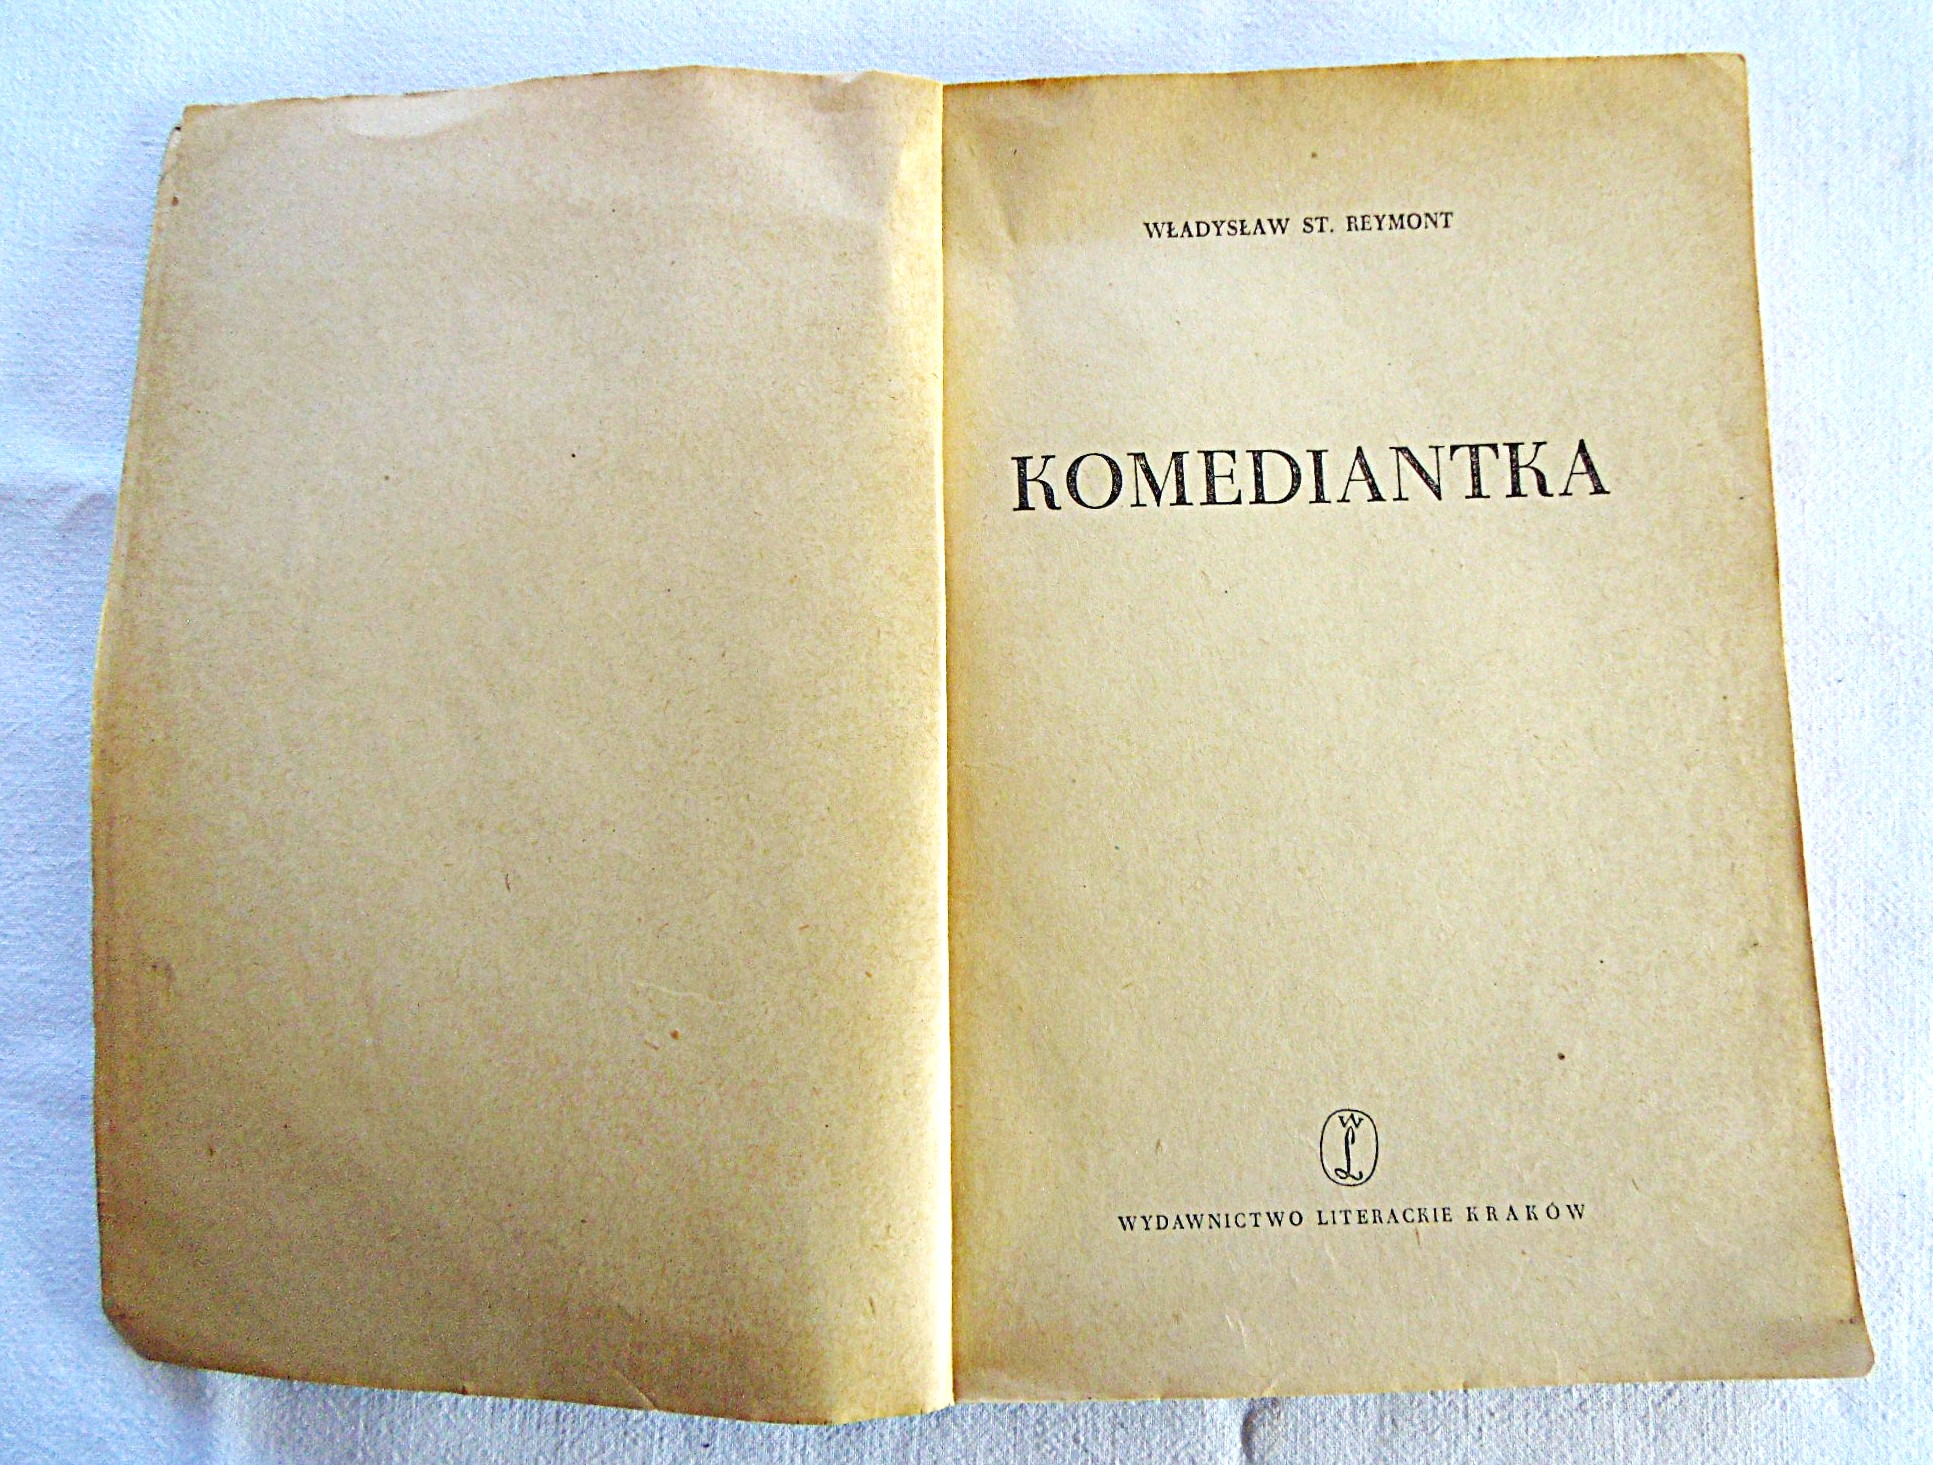 WŁADYSŁAW ST. REYMONT
KOMEDIANTKA
WL
WYDAWNICTWO LITERACKIE KRAKÓW